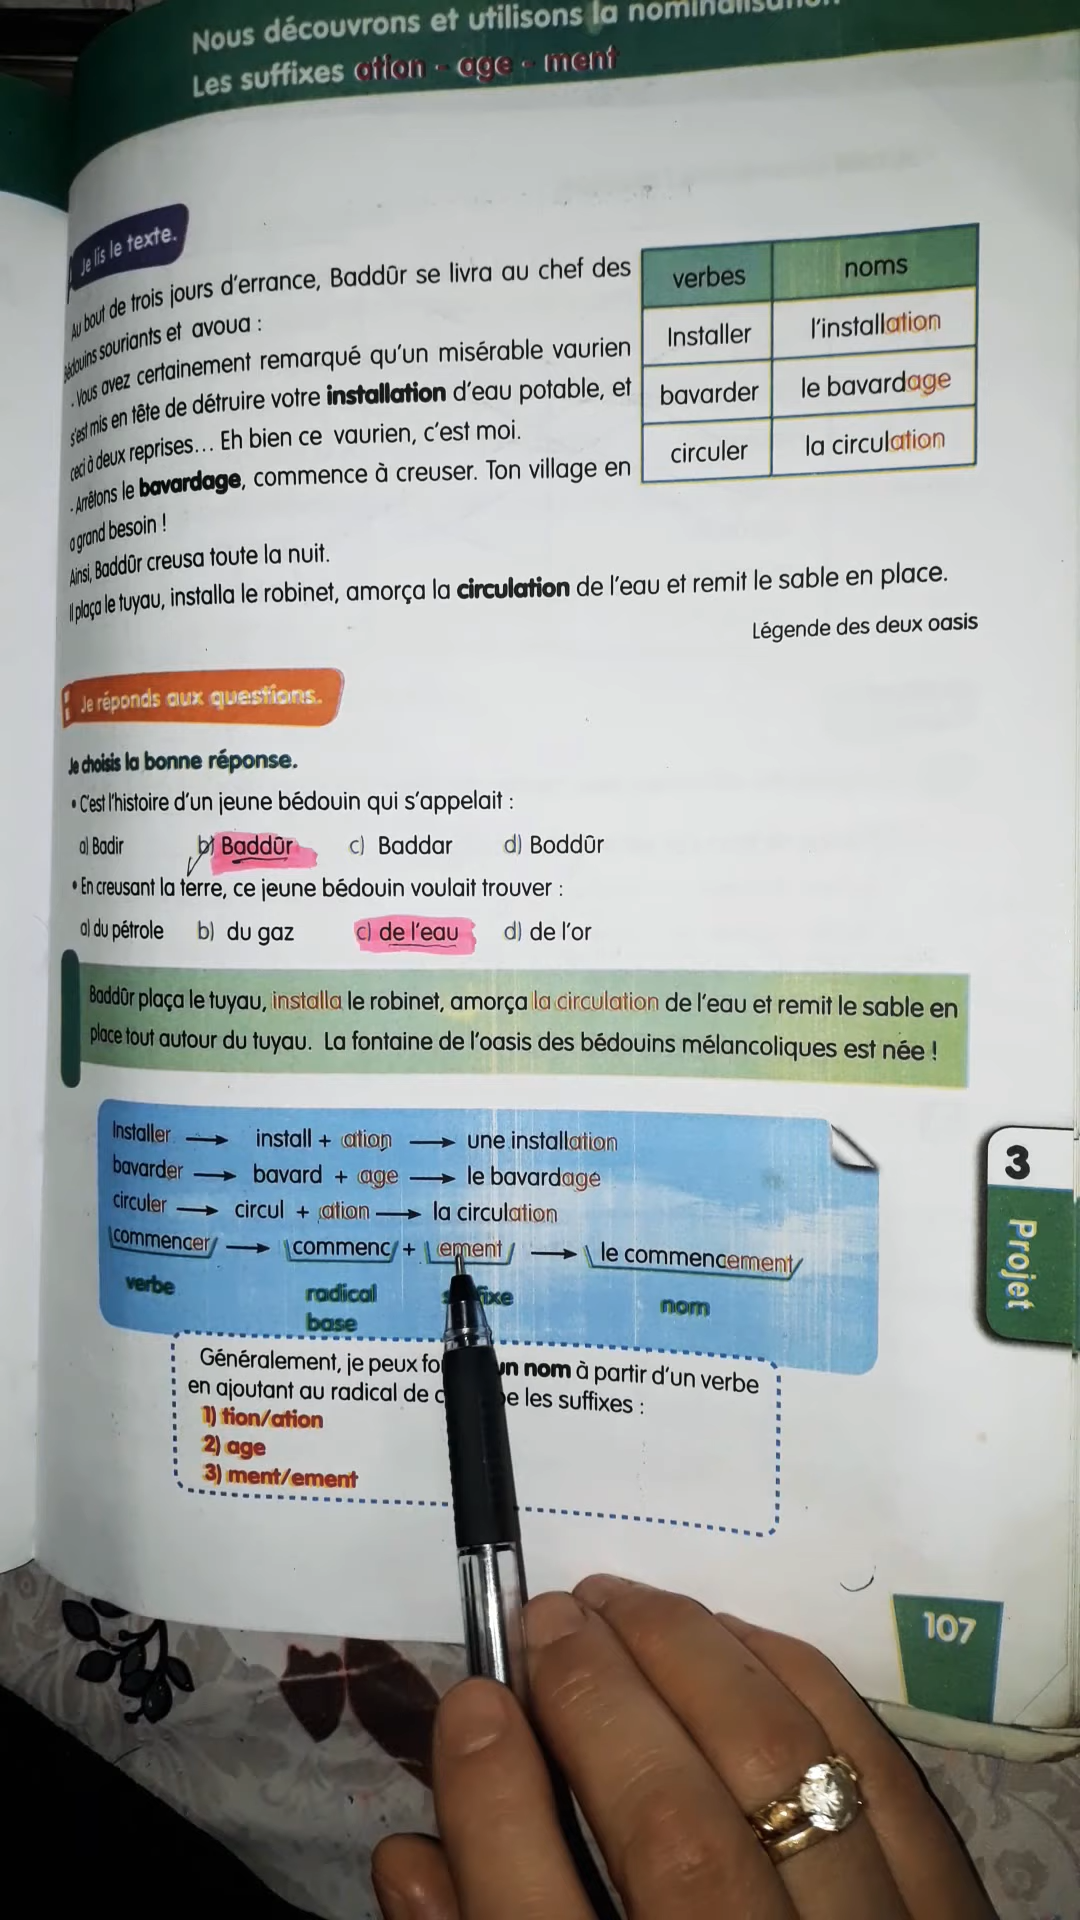 Nous découvrons et utilisons la nominalisation
Les suffixes ation - age - ment
Je lis le texte.
Au bout de trois jours d'errance, Baddûr se livra au chef des
Bédouins souriants et avoua :
- Vous avez certainement remarqué qu'un misérable vaurien
s'est mis en tête de détruire votre installation d'eau potable, et
ceci à deux reprises... Eh bien ce vaurien, c'est moi.
- Arrêtons le bavardage, commence à creuser. Ton village en
a grand besoin !
Ainsi, Baddûr creusa toute la nuit.
Il plaça le tuyau, installa le robinet, amorça la circulation de l'eau et remit le sable en place.
Légende des deux oasis
verbes noms
Installer l'installation
bavarder le bavardage
circuler la circulation
Je réponds aux questions.
Je choisis la bonne réponse.
• C'est l'histoire d'un jeune bédouin qui s'appelait :
a) Badir b) Baddûr c) Baddar d) Boddûr
• En creusant la terre, ce jeune bédouin voulait trouver :
a) du pétrole b) du gaz c) de l'eau d) de l'or
Baddûr plaça le tuyau, installa le robinet, amorça la circulation de l'eau et remit le sable en
place tout autour du tuyau. La fontaine de l'oasis des bédouins mélancoliques est née !
Installer → install + ation → une installation
bavarder → bavard + age → le bavardage
circuler → circul + ation → la circulation
commencer → commenc + ement → le commencement
verbe radical nom
base
Généralement, je peux un nom à partir d'un verbe
en ajoutant au radical de les suffixes :
1) tion/ation
2) age
3) ment/ement
3
Projet
107